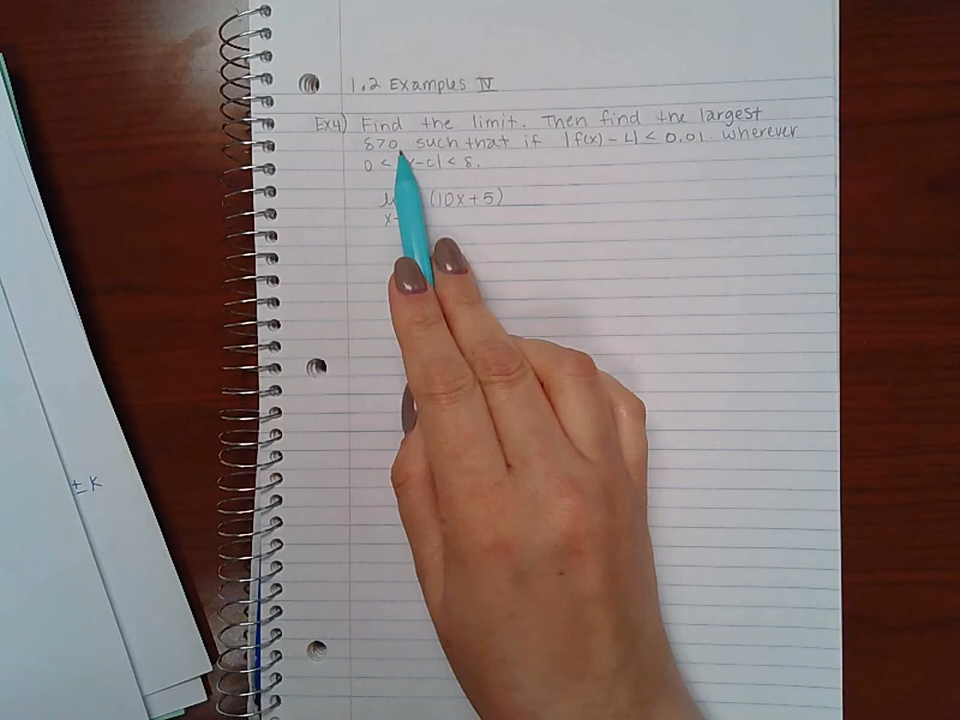 1.2 Examples IV
Ex4) Find the limit. Then find the largest
δ>0 such that if |f(x) - L| < 0.01 wherever
0 < x-c| < δ.
(10x+5)
x
± K